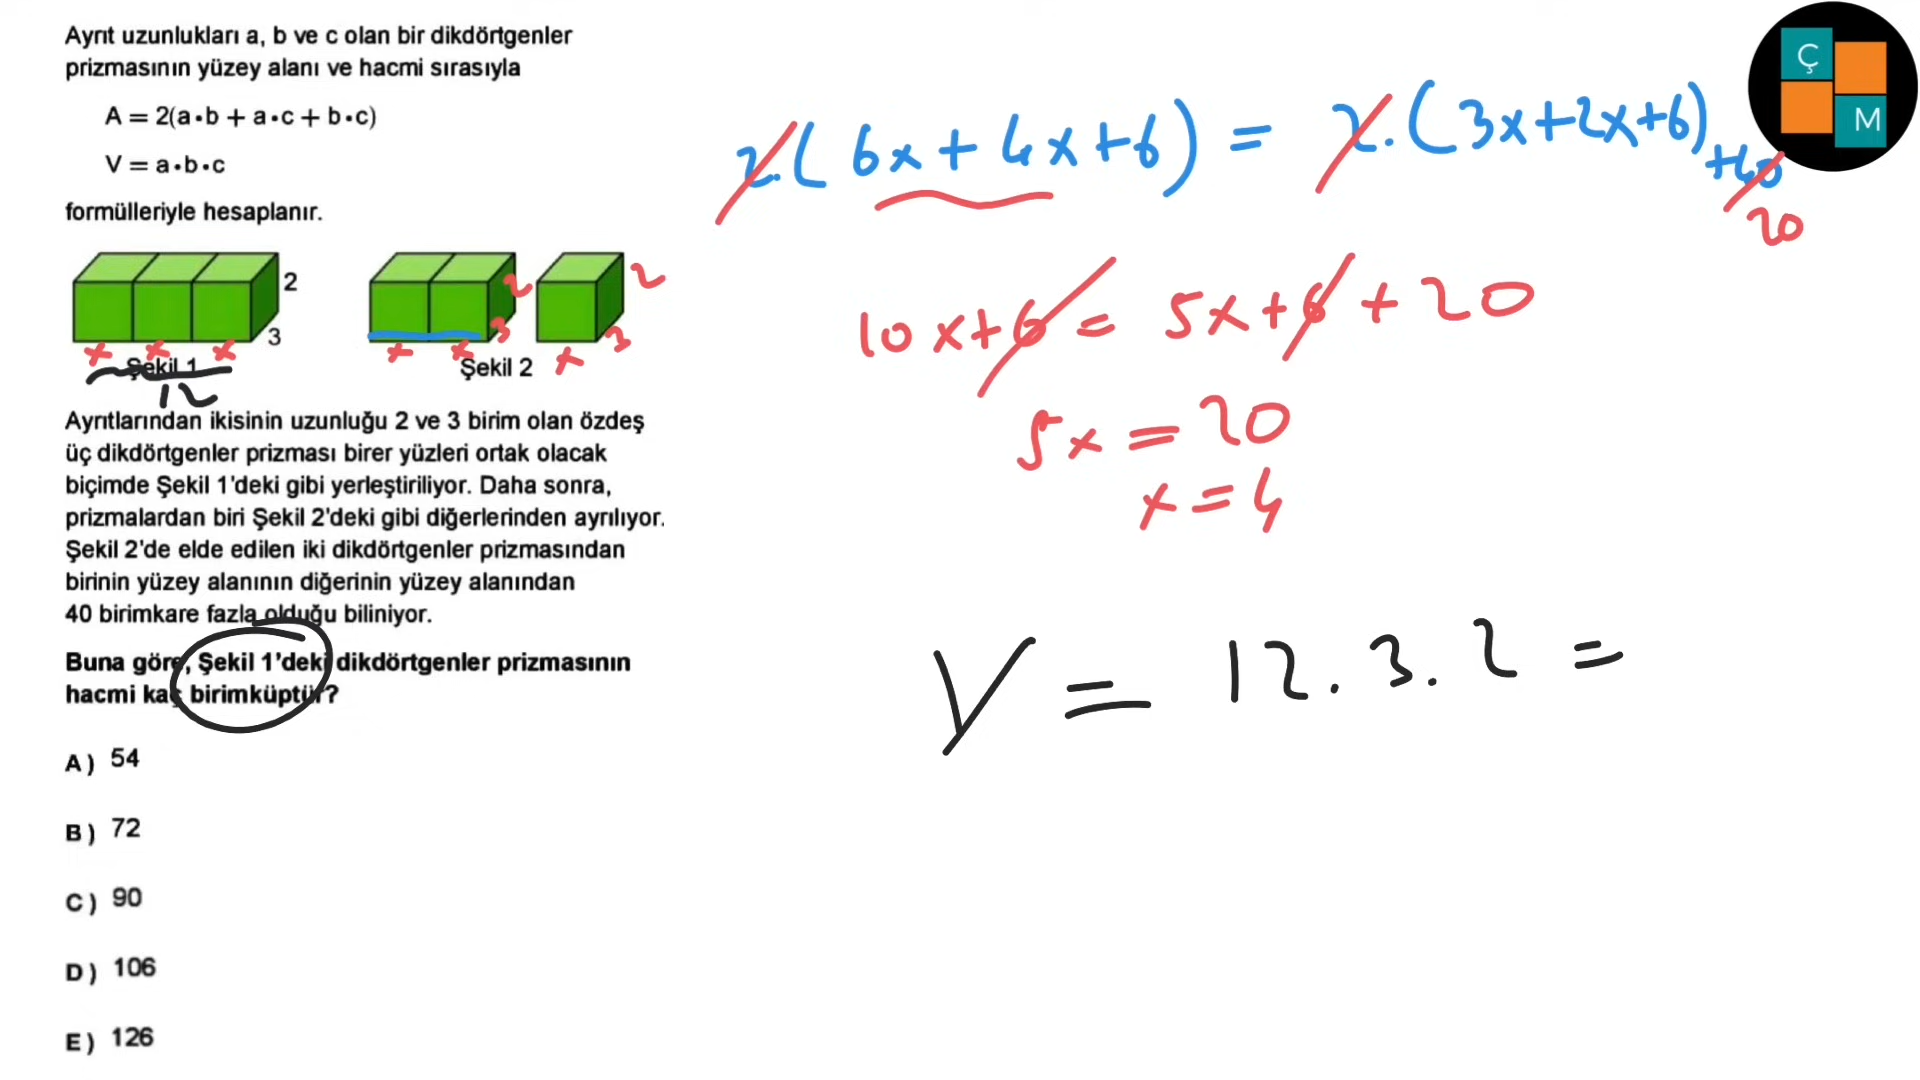 Ayrıt uzunlukları a, b ve c olan bir dikdörtgenler
prizmasının yüzey alanı ve hacmi sırasıyla
A = 2(a•b + a•c + b•c)
V = a•b•c
formülleriyle hesaplanır.
2
3
x x x
Şekil 1
12
2
3
x x
2
3
x
Şekil 2
Ayrıtlarından ikisinin uzunluğu 2 ve 3 birim olan özdeş
üç dikdörtgenler prizması birer yüzleri ortak olacak
biçimde Şekil 1'deki gibi yerleştiriliyor. Daha sonra,
prizmalardan biri Şekil 2'deki gibi diğerlerinden ayrılıyor.
Şekil 2'de elde edilen iki dikdörtgenler prizmasından
birinin yüzey alanının diğerinin yüzey alanından
40 birimkare fazla olduğu biliniyor.
Buna göre, Şekil 1'deki dikdörtgenler prizmasının
hacmi kaç birimküptür?
A) 54
B) 72
C) 90
D) 106
E) 126
2.(6x+4x+6) = 2.(3x+2x+6) +40
20
10x+6 = 5x+6+20
5x = 20
x = 4
V = 12.3.2 =
Ç
M